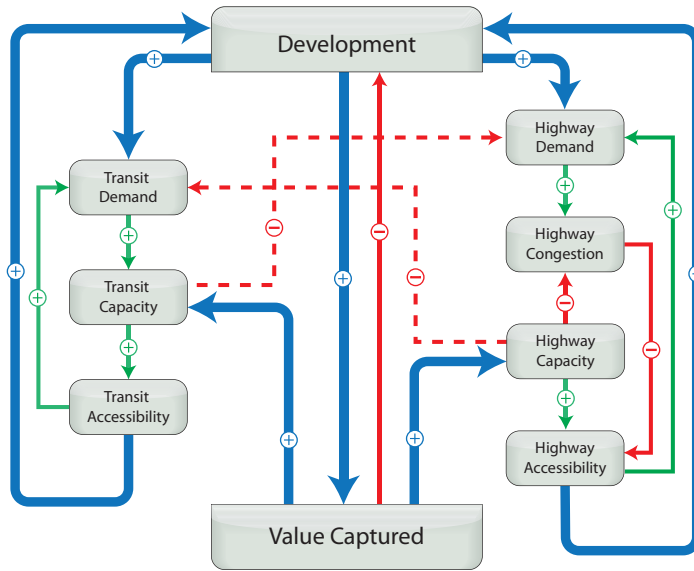 Development
+
+
Highway
Demand
Transit
Demand
−
+
+
−
Highway
Congestion
+
−
+
+
−
+
Transit
Capacity
+
−
Highway
Capacity
−
+
+
Transit
Accessibility
Highway
Accessibility
+
+
Value Captured